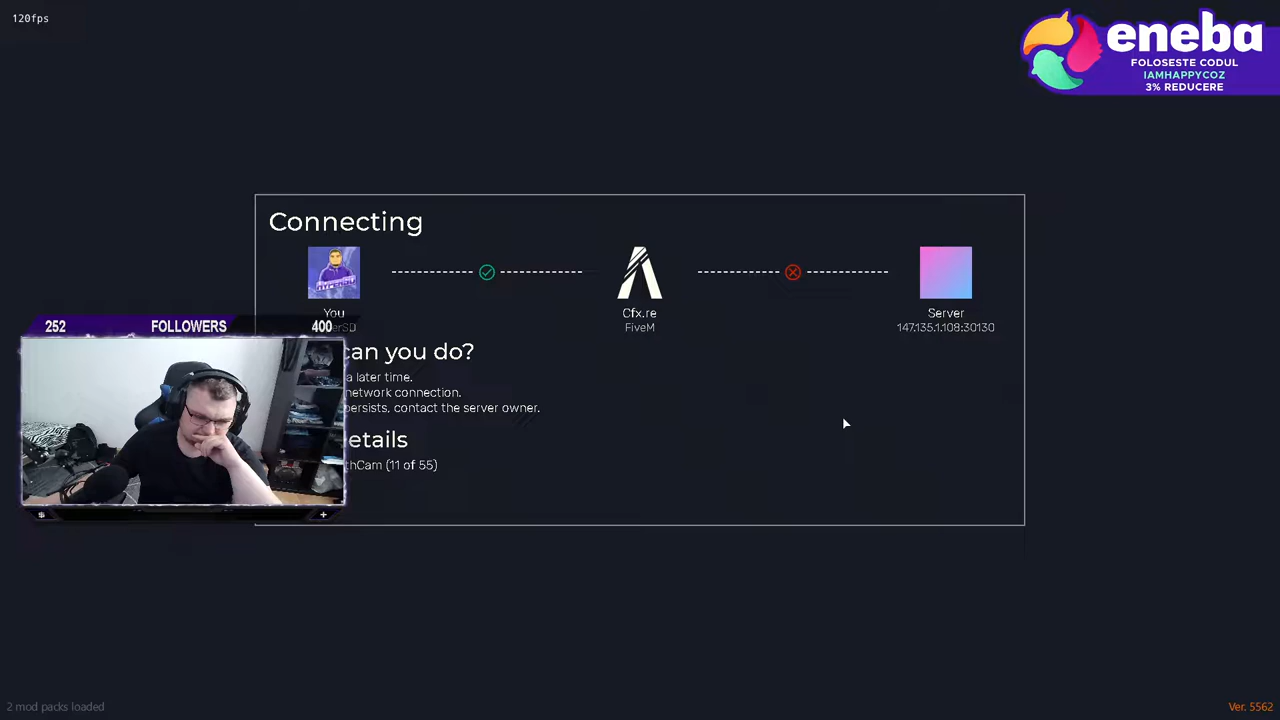 120fps
eneba
FOLOSESTE CODUL
IAMHAPPYCOZ
3% REDUCERE
Connecting
You
Cfx.re
FiveM
Server
147.135.1.108:30130
252 FOLLOWERS 400
can you do?
a later time.
network connection.
persists, contact the server owner.
etails
(11 of 55)
$
+
2 mod packs loaded
Ver. 5562